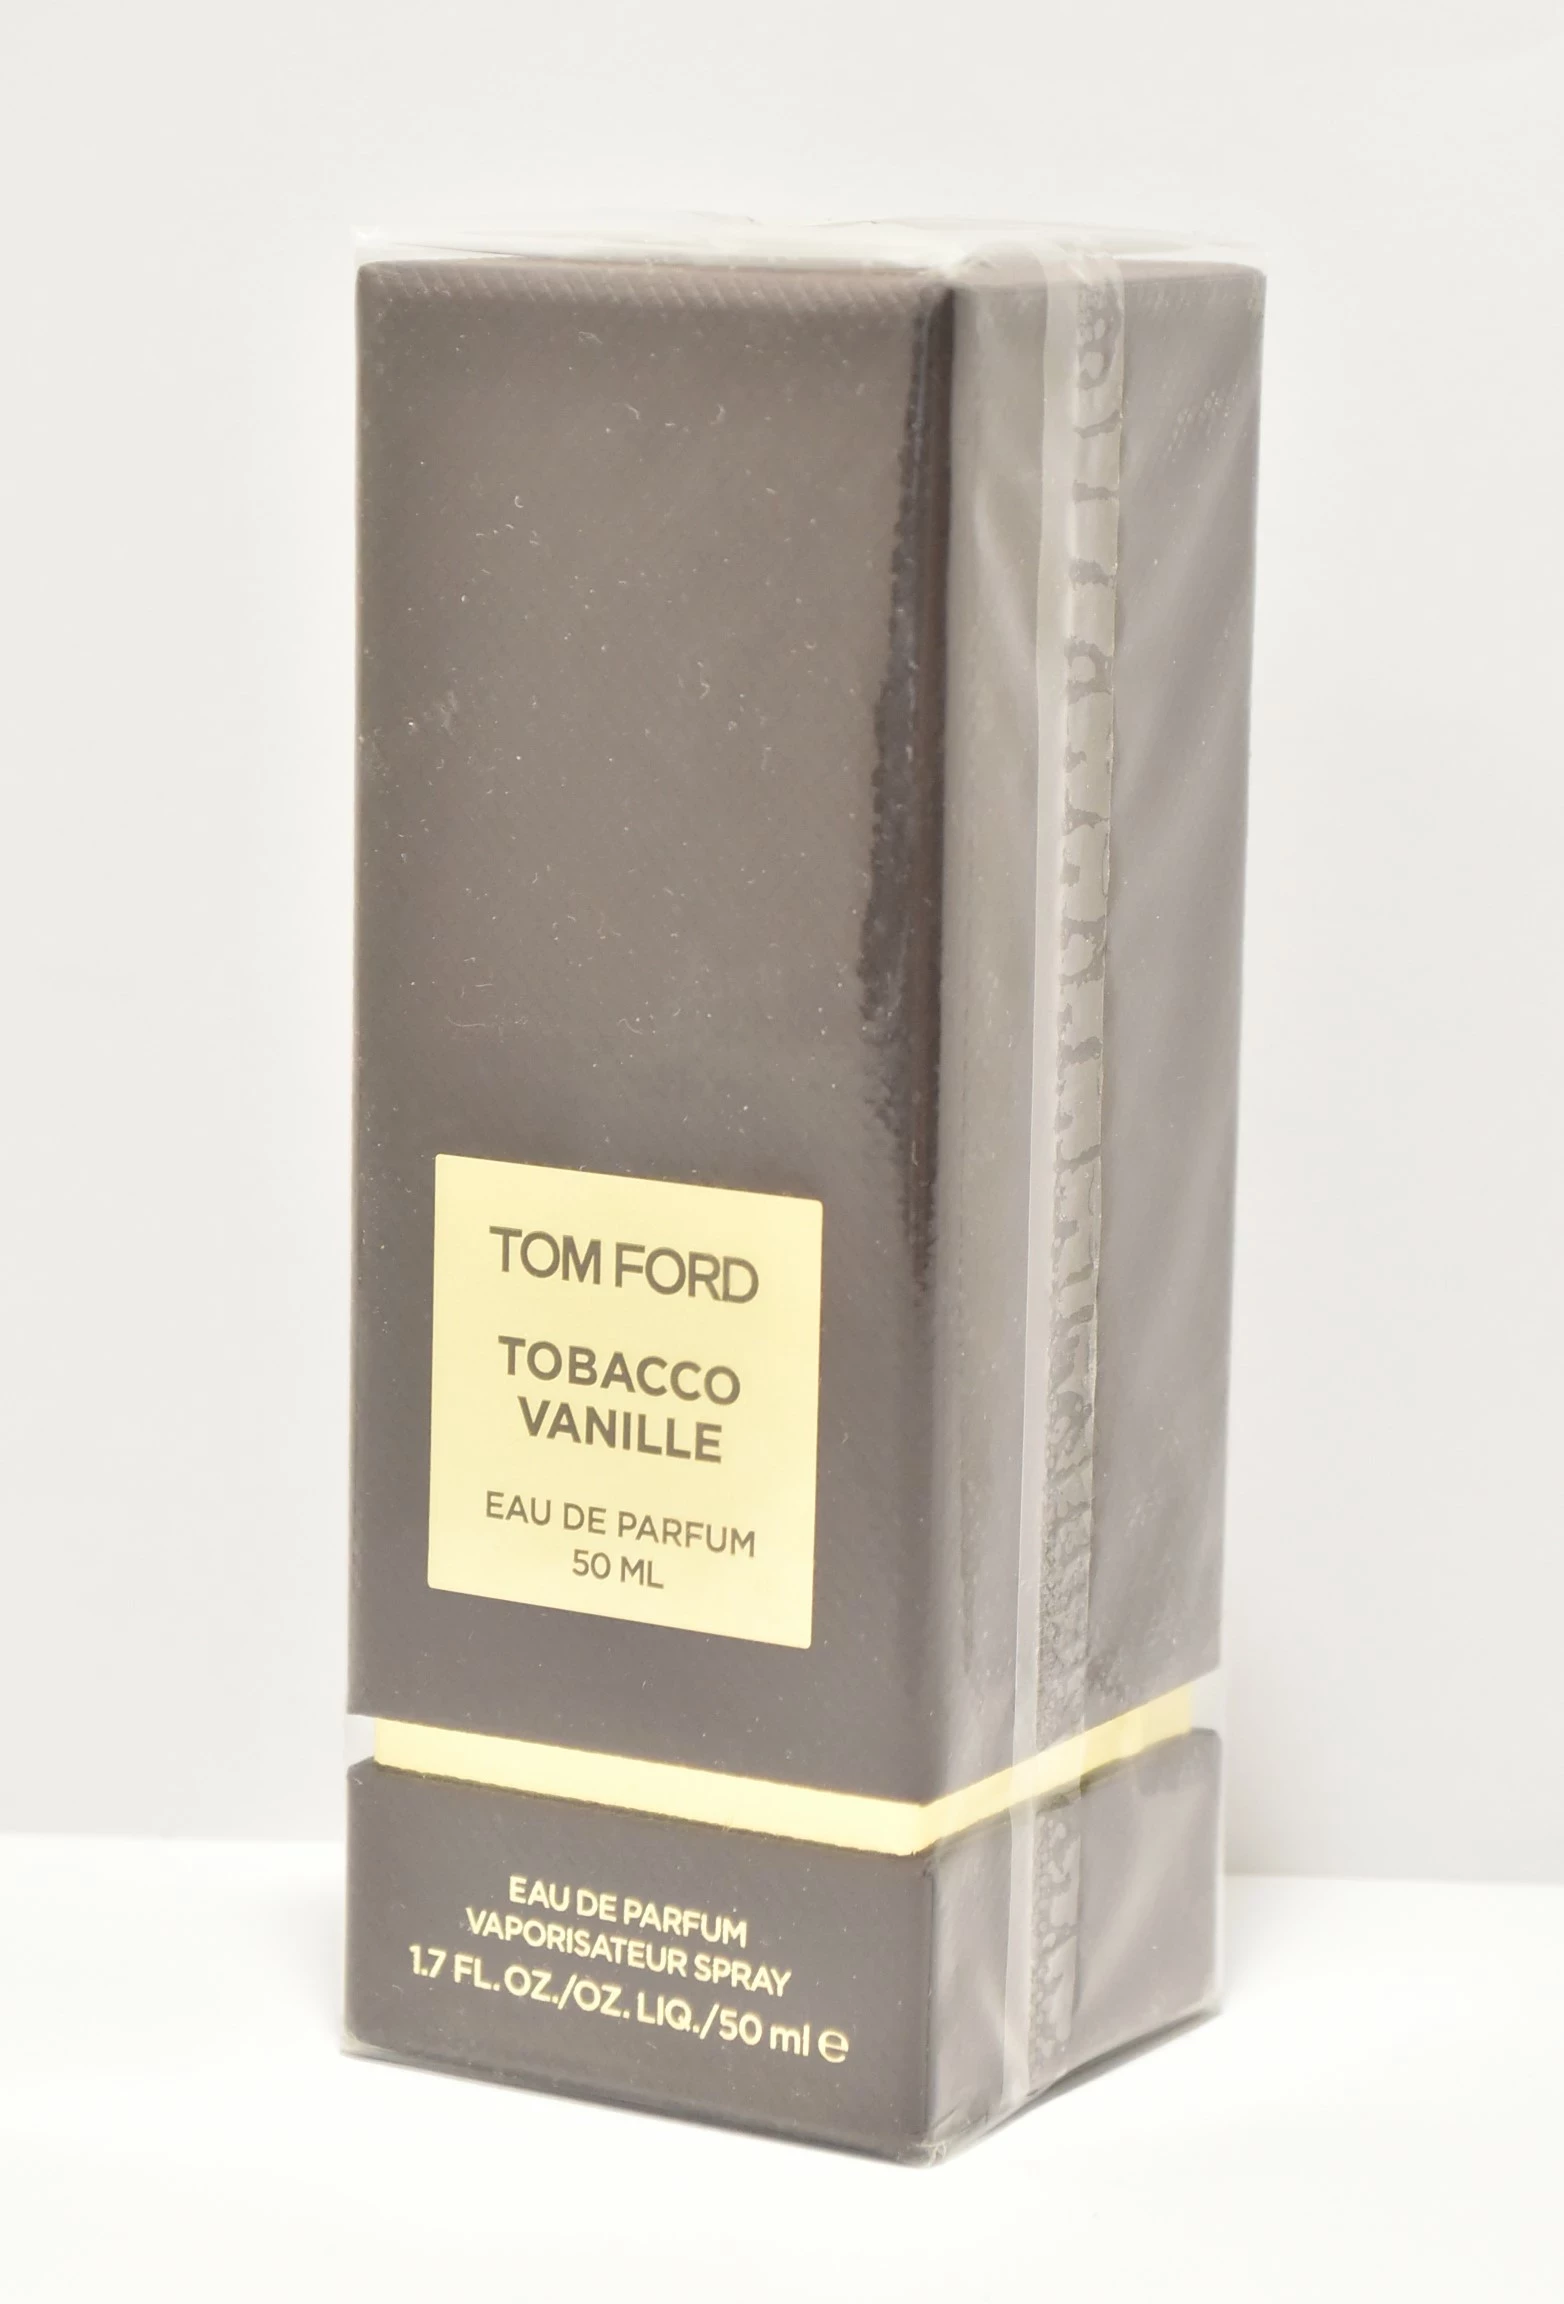 TOM FORD
TOBACCO
VANILLE
EAU DE PARFUM
50 ML
EAU DE PARFUM
VAPORISATEUR SPRAY
1.7 FL. OZ./OZ. LIQ./50 ml e